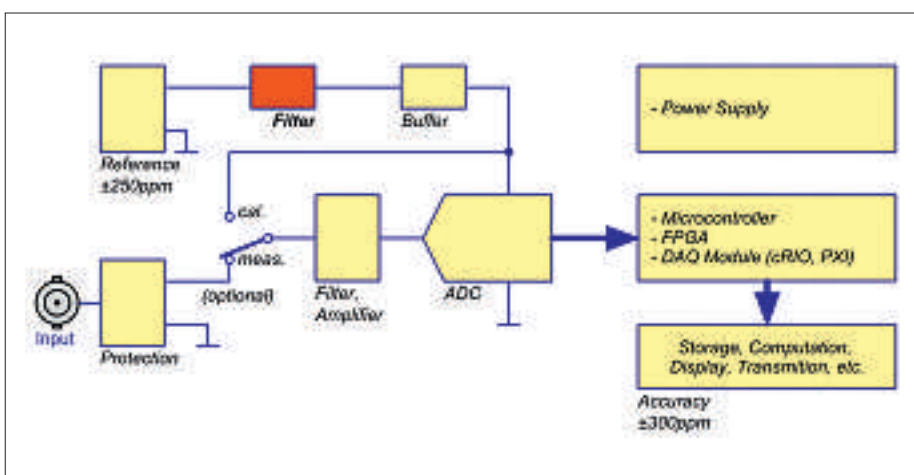 Filter
Buffer
- Power Supply
Reference
±250ppm
cal.
meas.
(optional)
Filter,
Amplifier
ADC
- Microcontroller
- FPGA
- DAQ Module (cRIO, PXI)
Input
Protection
Storage, Computation,
Display, Transmition, etc.
Accuracy
±300ppm